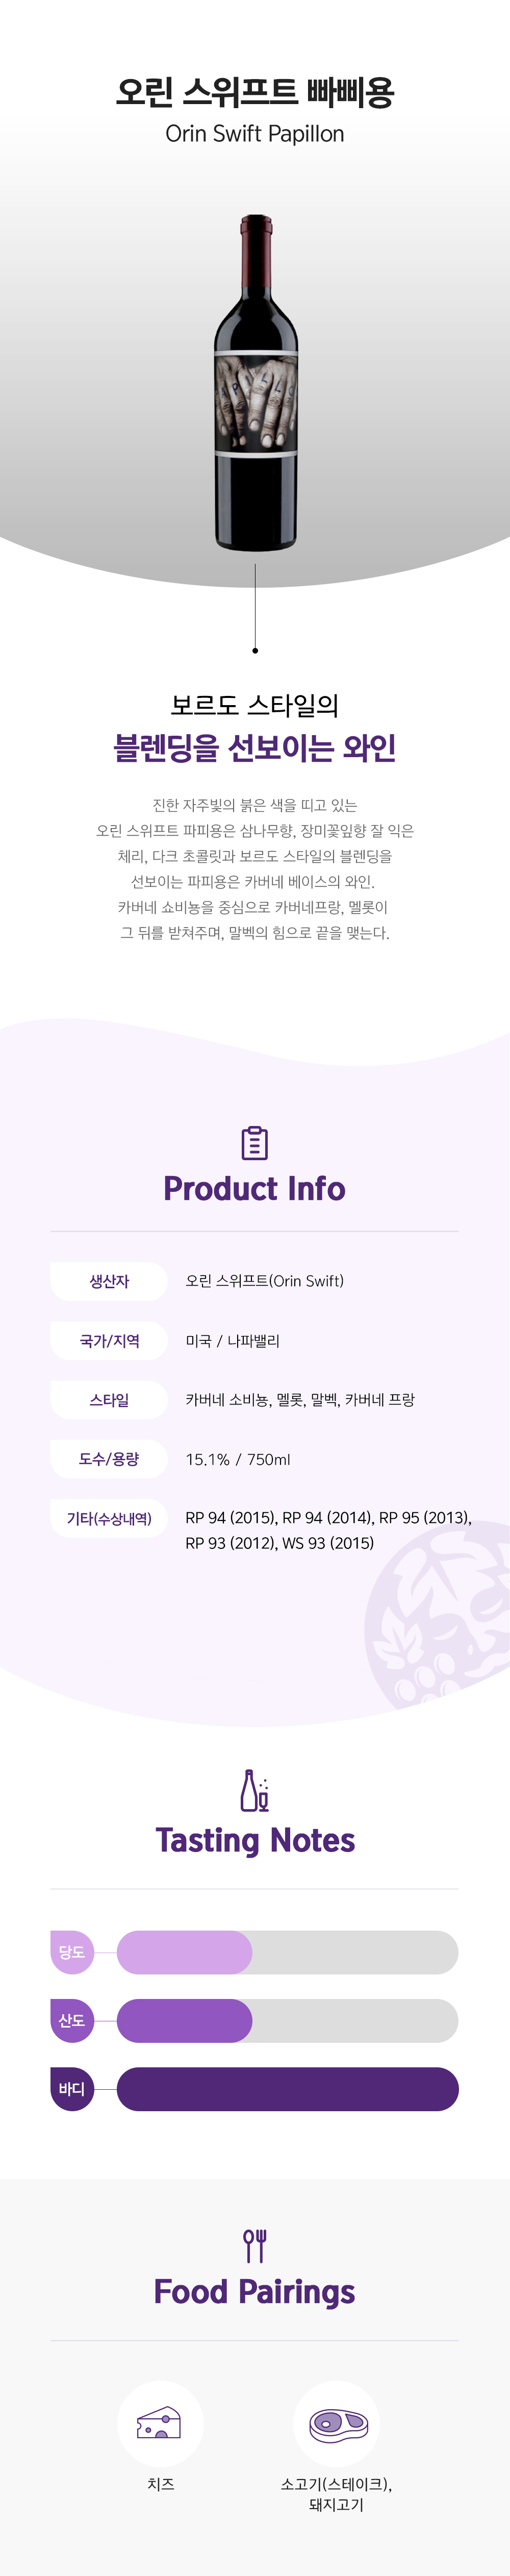 오린 스위프트 빠삐용
Orin Swift Papillon
보르도 스타일의
블렌딩을 선보이는 와인
진한 자주빛의 붉은 색을 띠고 있는
오린 스위프트 파피용은 삼나무향, 장미꽃잎향 잘 익은
체리, 다크 초콜릿과 보르도 스타일의 블렌딩을
선보이는 파피용은 카버네 베이스의 와인.
카버네 쇼비뇽을 중심으로 카버네프랑, 멜롯이
그 뒤를 받쳐주며, 말벡의 힘으로 끝을 맺는다.
Product Info
생산자 오린 스위프트(Orin Swift)
국가/지역 미국 / 나파밸리
스타일 카버네 소비뇽, 멜롯, 말벡, 카버네 프랑
도수/용량 15.1% / 750ml
기타(수상내역) RP 94 (2015), RP 94 (2014), RP 95 (2013),
RP 93 (2012), WS 93 (2015)
Tasting Notes
당도
산도
바디
Food Pairings
치즈
소고기(스테이크),
돼지고기